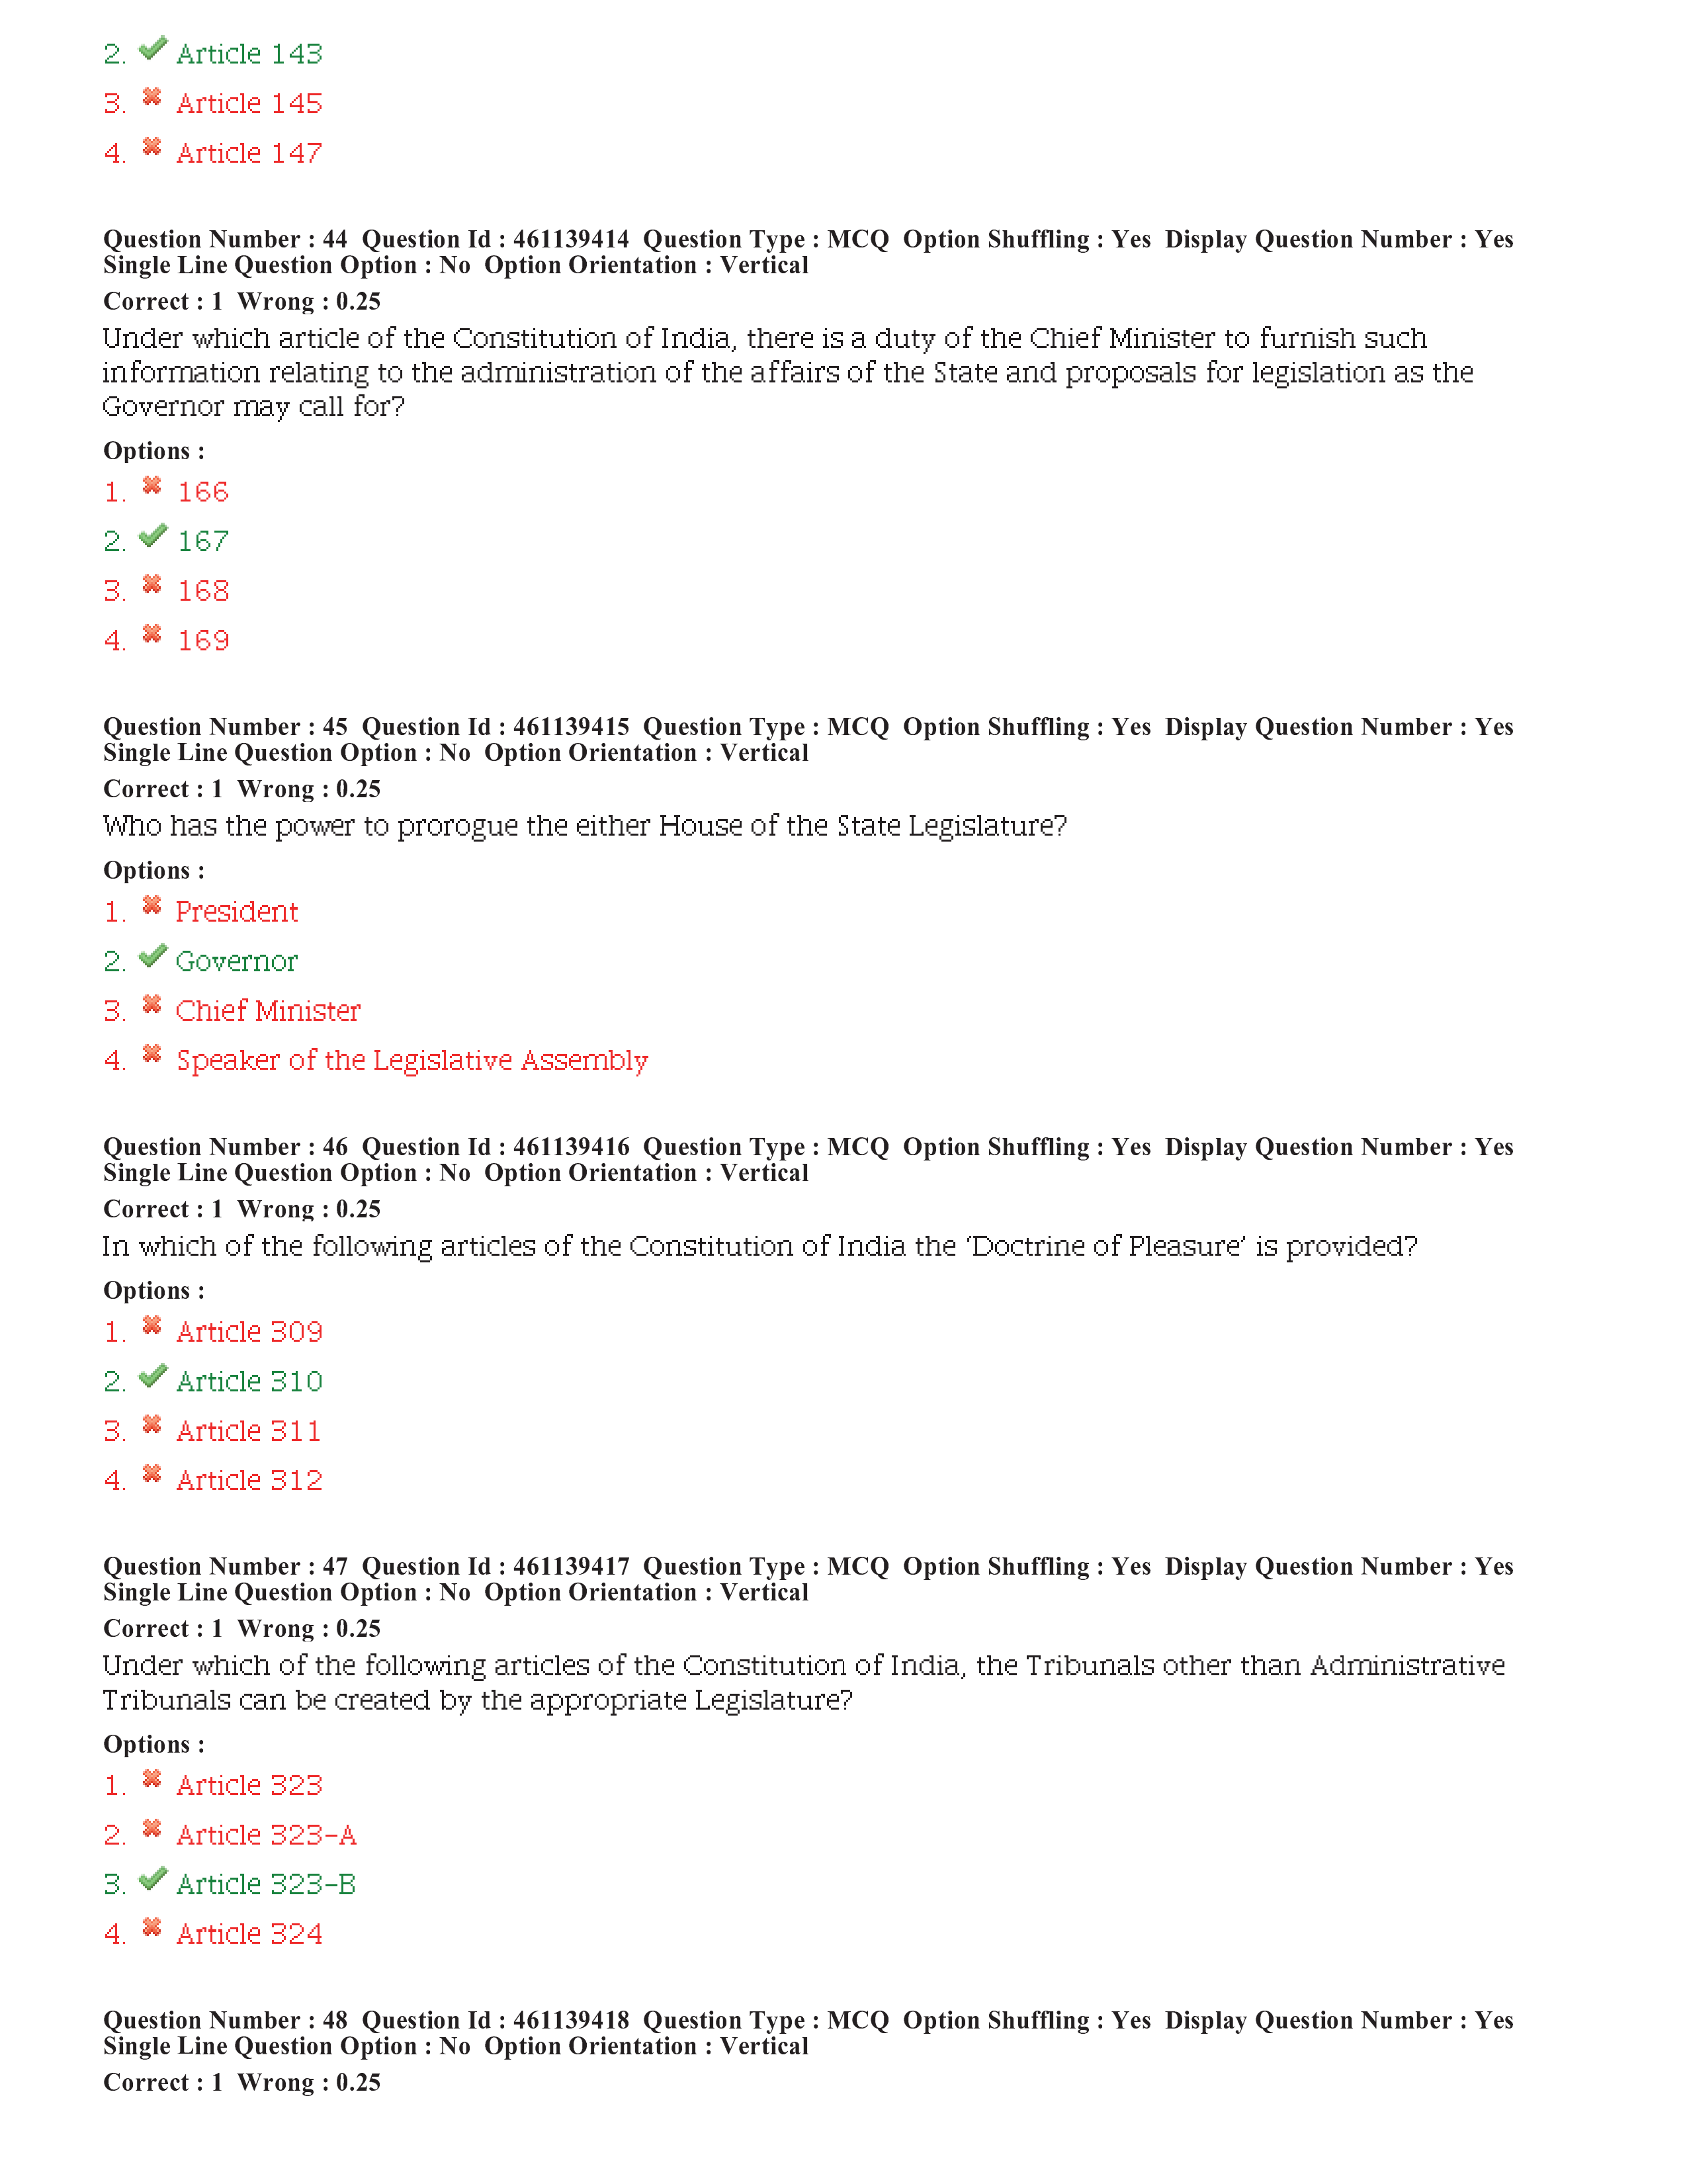 2. Article 143
3. Article 145
4. Article 147
Question Number : 44 Question Id : 461139414 Question Type : MCQ Option Shuffling : Yes Display Question Number : Yes
Single Line Question Option : No Option Orientation : Vertical
Correct : 1 Wrong : 0.25
Under which article of the Constitution of India, there is a duty of the Chief Minister to furnish such
information relating to the administration of the affairs of the State and proposals for legislation as the
Governor may call for?
Options :
1. 166
2. 167
3. 168
4. 169
Question Number : 45 Question Id : 461139415 Question Type : MCQ Option Shuffling : Yes Display Question Number : Yes
Single Line Question Option : No Option Orientation : Vertical
Correct : 1 Wrong : 0.25
Who has the power to prorogue the either House of the State Legislature?
Options :
1. President
2. Governor
3. Chief Minister
4. Speaker of the Legislative Assembly
Question Number : 46 Question Id : 461139416 Question Type : MCQ Option Shuffling : Yes Display Question Number : Yes
Single Line Question Option : No Option Orientation : Vertical
Correct : 1 Wrong : 0.25
In which of the following articles of the Constitution of India the ‘Doctrine of Pleasure’ is provided?
Options :
1. Article 309
2. Article 310
3. Article 311
4. Article 312
Question Number : 47 Question Id : 461139417 Question Type : MCQ Option Shuffling : Yes Display Question Number : Yes
Single Line Question Option : No Option Orientation : Vertical
Correct : 1 Wrong : 0.25
Under which of the following articles of the Constitution of India, the Tribunals other than Administrative
Tribunals can be created by the appropriate Legislature?
Options :
1. Article 323
2. Article 323-A
3. Article 323-B
4. Article 324
Question Number : 48 Question Id : 461139418 Question Type : MCQ Option Shuffling : Yes Display Question Number : Yes
Single Line Question Option : No Option Orientation : Vertical
Correct : 1 Wrong : 0.25